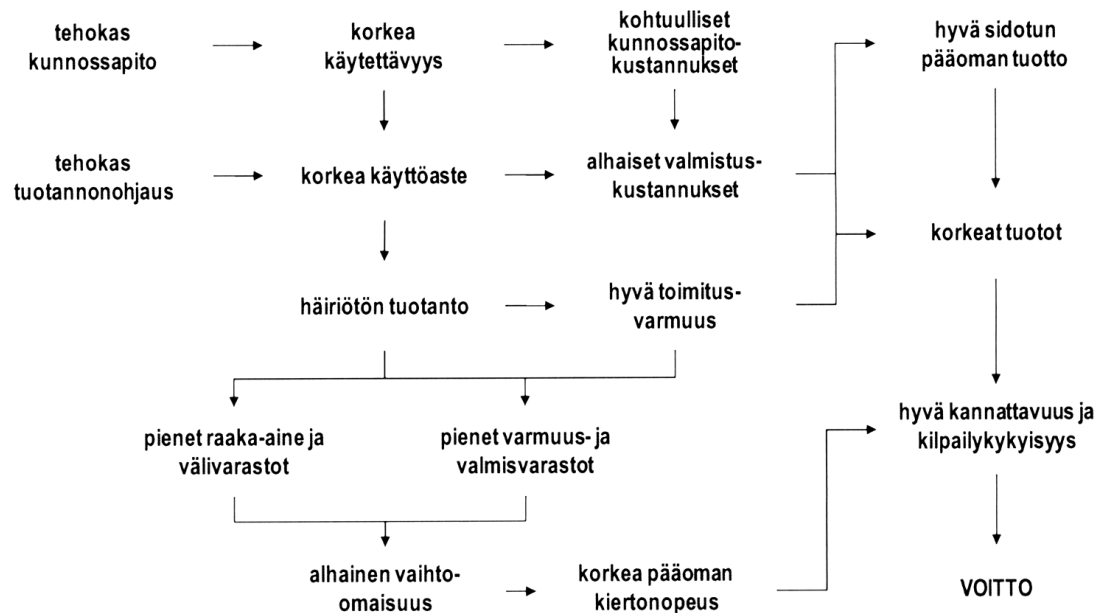 tehokas
kunnossapito
korkea
käytettävyys
kohtuulliset
kunnossapito-
kustannukset
hyvä sidotun
pääoman tuotto
tehokas
tuotannonohjaus
korkea käyttöaste
alhaiset valmistus-
kustannukset
korkeat tuotot
häiriötön tuotanto
hyvä toimitus-
varmuus
pienet raaka-aine ja
välivarastot
pienet varmuus- ja
valmisvarastot
hyvä kannattavuus ja
kilpailykykyisyys
alhainen vaihto-
omaisuus
korkea pääoman
kiertonopeus
VOITTO